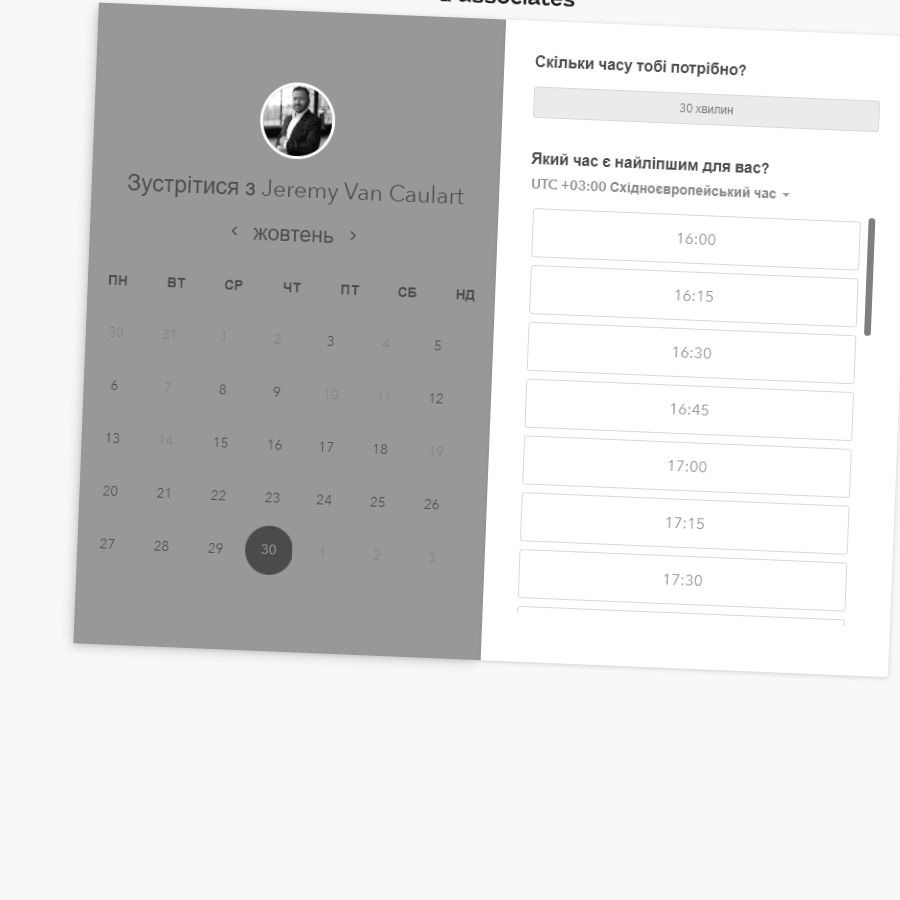 associates
Зустрітися з Jeremy Van Caulart
жовтень
ПН ВТ СР ЧТ ПТ СБ НД
30 31 1 2 3 4 5
6 7 8 9 10 11 12
13 14 15 16 17 18 19
20 21 22 23 24 25 26
27 28 29 30 1 2 3
Скільки часу тобі потрібно?
30 хвилин
Який час є найліпшим для вас?
UTC +03:00 Східноєвропейський час
16:00
16:15
16:30
16:45
17:00
17:15
17:30